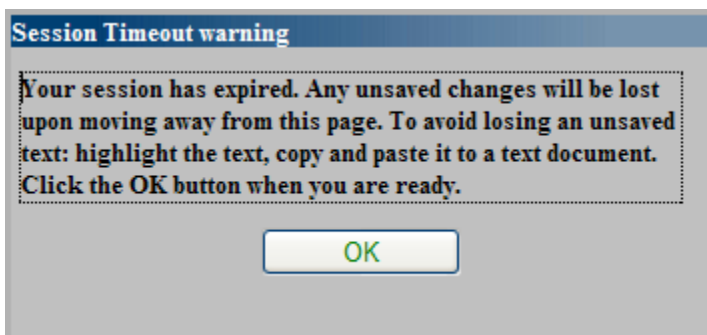 Session Timeout warning
Your session has expired. Any unsaved changes will be lost
upon moving away from this page. To avoid losing an unsaved
text: highlight the text, copy and paste it to a text document.
Click the OK button when you are ready.
OK